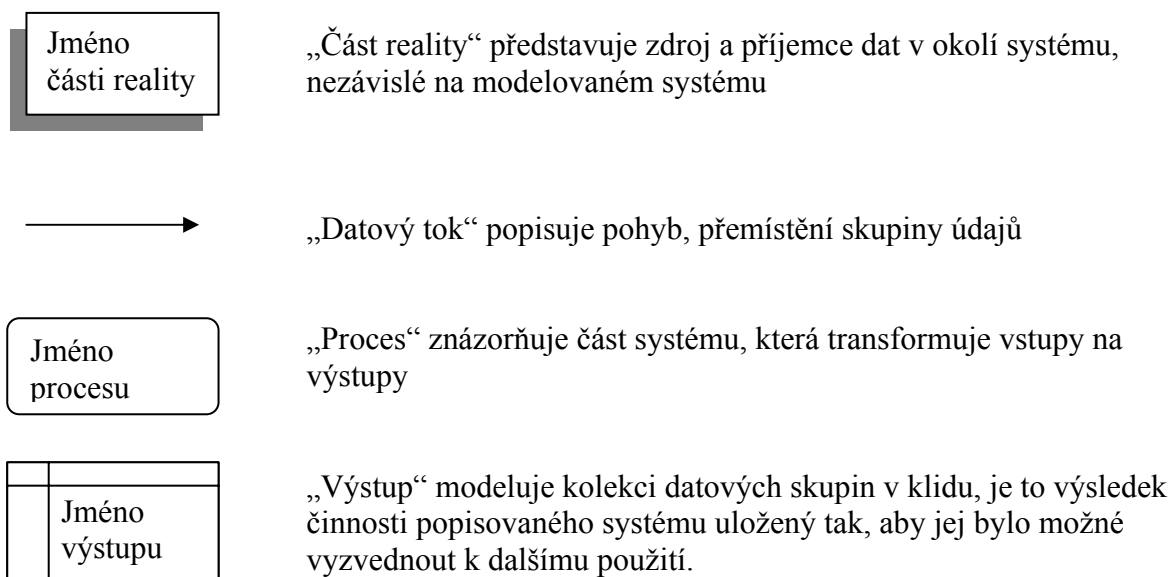 Jméno
části reality
„Část reality“ představuje zdroj a příjemce dat v okolí systému,
nezávislé na modelovaném systému
„Datový tok“ popisuje pohyb, přemístění skupiny údajů
Jméno
procesu
„Proces“ znázorňuje část systému, která transformuje vstupy na
výstupy
Jméno
výstupu
„Výstup“ modeluje kolekci datových skupin v klidu, je to výsledek
činnosti popisovaného systému uložený tak, aby jej bylo možné
vyzvednout k dalšímu použití.